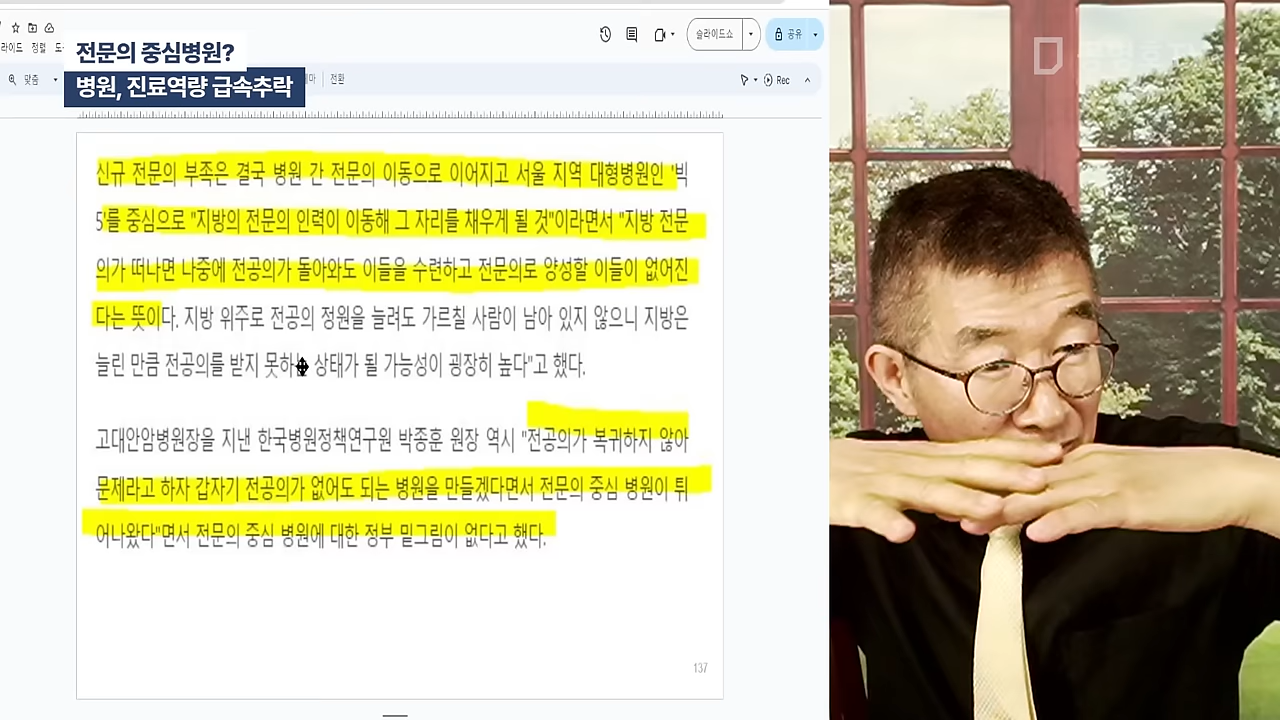 전문의 중심병원?
병원, 진료역량 급속추락
라이드 정렬
맞춤
전환
슬라이드쇼
공유
Rec
신규 전문의 부족은 결국 병원 간 전문의 이동으로 이어지고 서울 지역 대형병원인 '빅
5'를 중심으로 "지방의 전문의 인력이 이동해 그 자리를 채우게 될 것"이라면서 "지방 전문
의가 떠나면 나중에 전공의가 돌아와도 이들을 수련하고 전문의로 양성할 이들이 없어진
다는 뜻이다. 지방 위주로 전공의 정원을 늘려도 가르칠 사람이 남아 있지 않으니 지방은
늘린 만큼 전공의를 받지 못하 상태가 될 가능성이 굉장히 높다"고 했다.
고대안암병원장을 지낸 한국병원정책연구원 박종훈 원장 역시 "전공의가 복귀하지 않아
문제라고 하자 갑자기 전공의가 없어도 되는 병원을 만들겠다면서 전문의 중심 병원이 튀
어나왔다"면서 전문의 중심 병원에 대한 정부 밑그림이 없다고 했다.
137